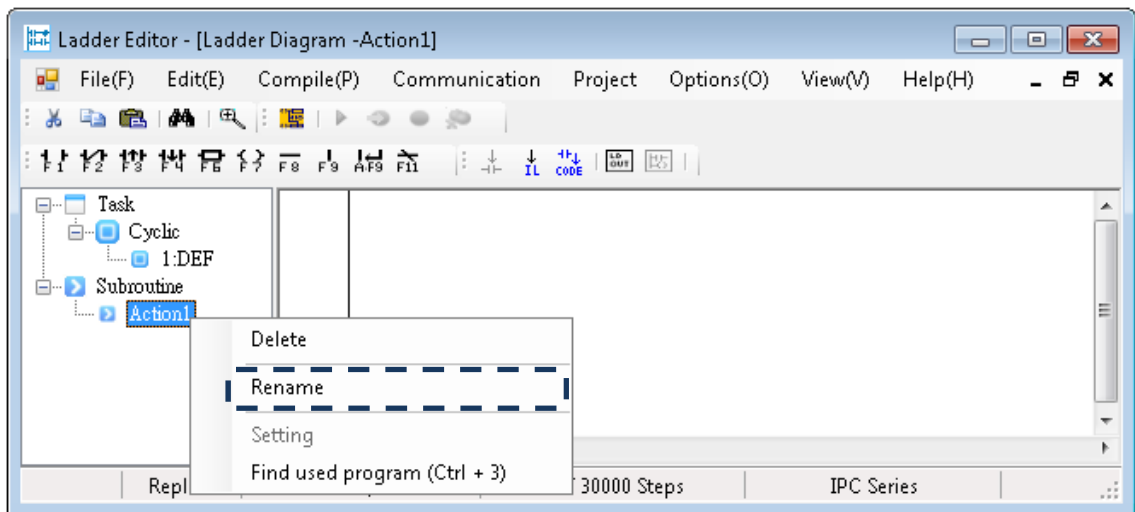 Ladder Editor - [Ladder Diagram -Action1]
File(F) Edit(E) Compile(P) Communication Project Options(O) View(V) Help(H)
F1 F2 F3 F4 F6 F7 F8 F9 AF9 F11 IL CODE LD OUT
Task
Cyclic
1:DEF
Subroutine
Action1
Delete
Rename
Setting
Find used program (Ctrl + 3)
Repl 30000 Steps IPC Series